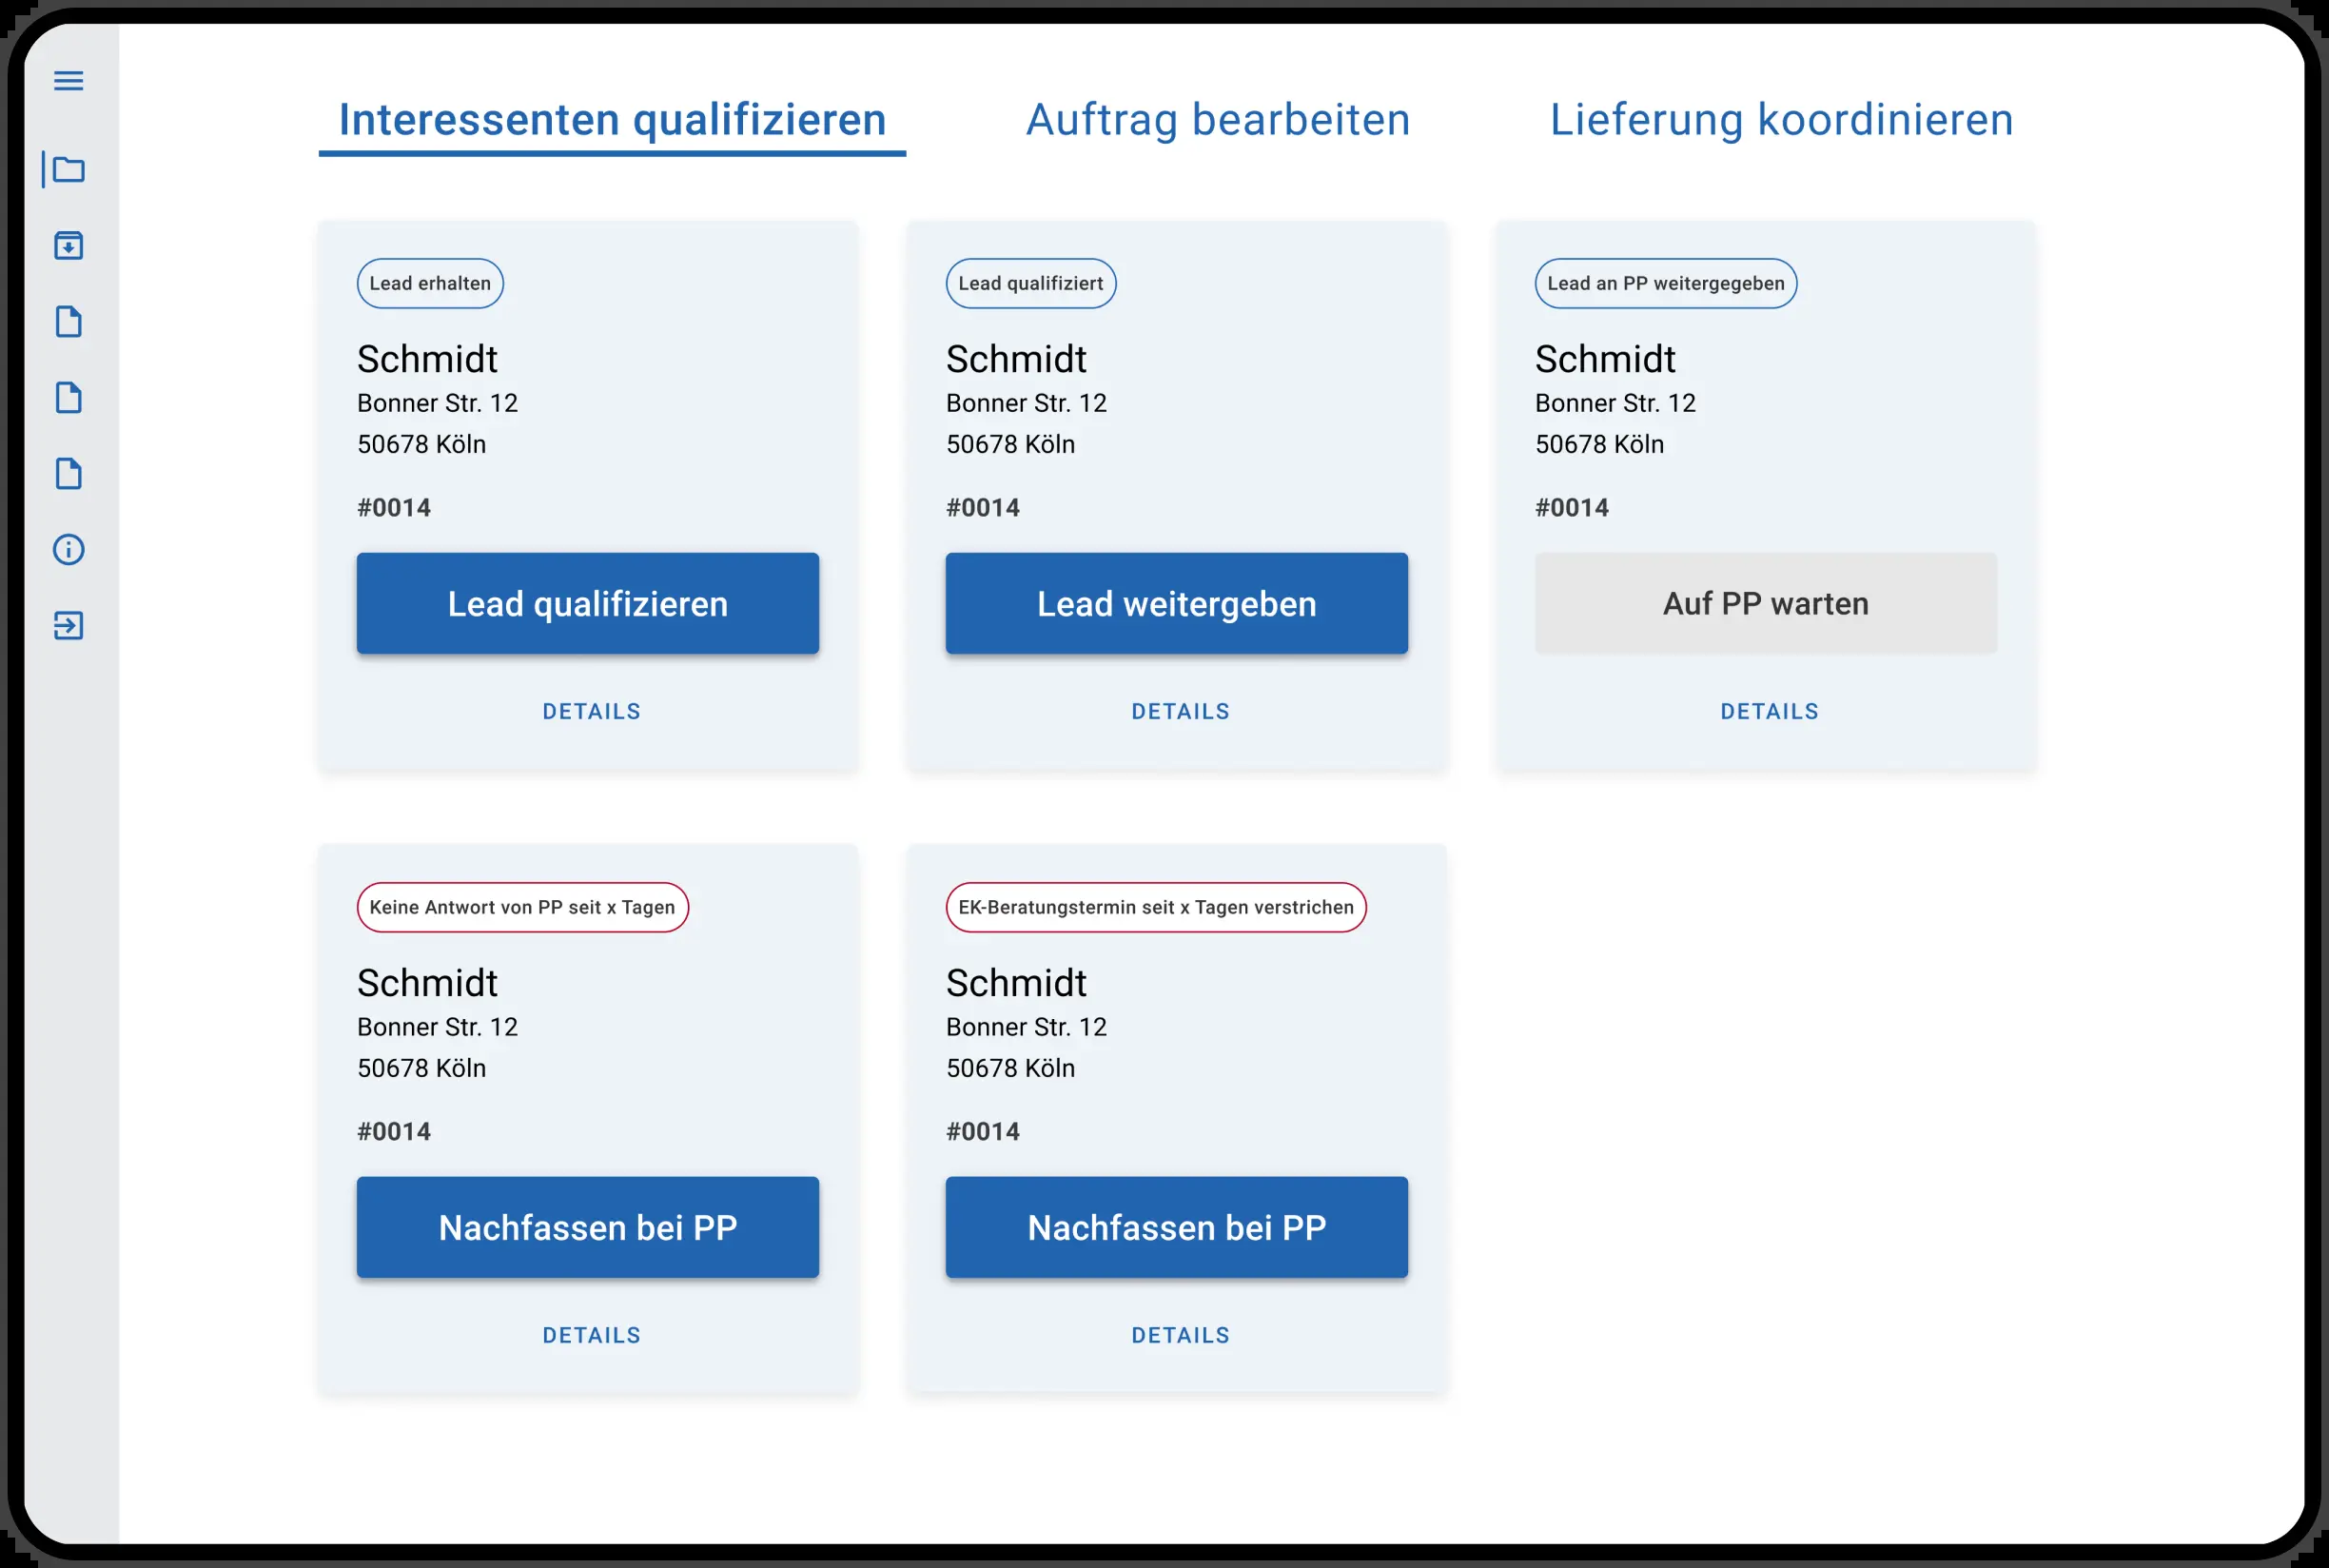 Interessenten qualifizieren
Auftrag bearbeiten
Lieferung koordinieren
Lead erhalten
Schmidt
Bonner Str. 12
50678 Köln
#0014
Lead qualifizieren
DETAILS
Lead qualifiziert
Schmidt
Bonner Str. 12
50678 Köln
#0014
Lead weitergeben
DETAILS
Lead an PP weitergegeben
Schmidt
Bonner Str. 12
50678 Köln
#0014
Auf PP warten
DETAILS
Keine Antwort von PP seit x Tagen
Schmidt
Bonner Str. 12
50678 Köln
#0014
Nachfassen bei PP
DETAILS
EK-Beratungstermin seit x Tagen verstrichen
Schmidt
Bonner Str. 12
50678 Köln
#0014
Nachfassen bei PP
DETAILS